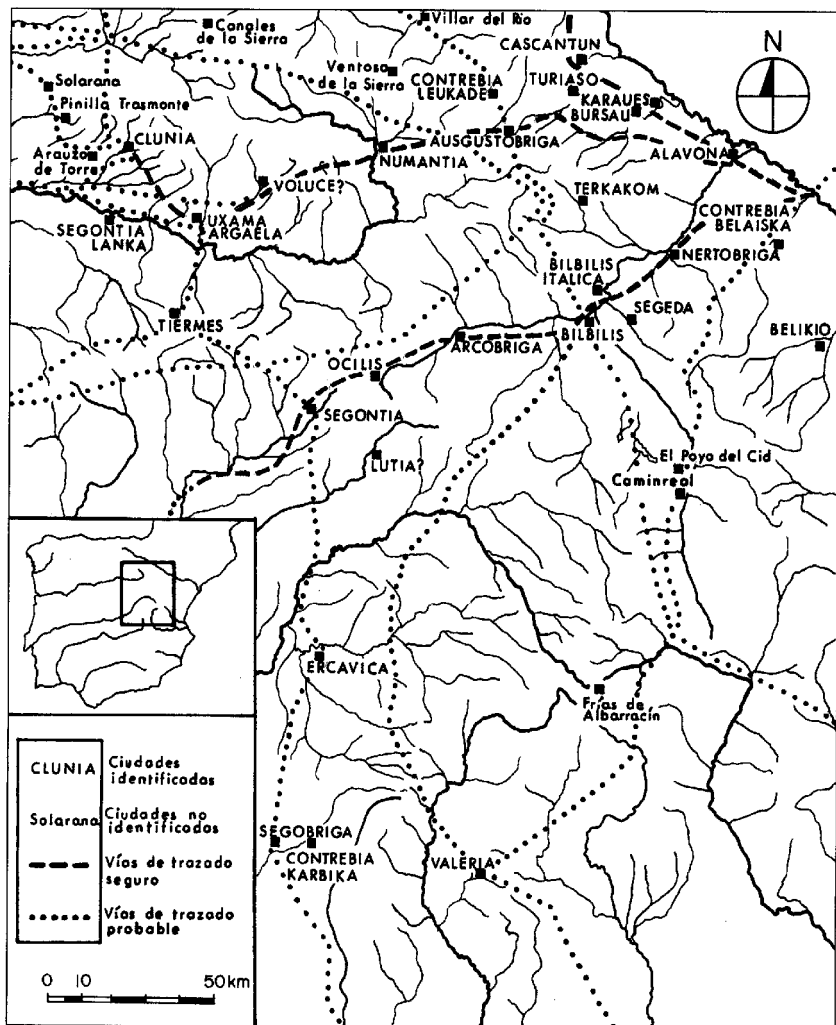 Canales
de la Sierra
Villar del Río
CASCANTUN
N
Solarana
Ventosa
de la Sierra
CONTREBIA
LEUKADE
TURIASO
KARAUES
BURSAU
Pinilla Trasmonte
CLUNIA
Arauzo
de Torre
NUMANTIA
AUSGUSTOBRIGA
ALAVONA
VOLUCE?
TERKAKOM
SEGONTIA
LANKA
UXAMA
ARGAELA
CONTREBIA
BELAISKA
NERTOBRIGA
BILBILIS
ITALICA
SEGEDA
TIERMES
BILBILIS
BELIKIO
ARCOBRIGA
OCILIS
SEGONTIA
LUTIA?
El Poyo del Cid
Caminreal
ERCAVICA
Frías de
Albarracín
SEGOBRIGA
CONTREBIA
KARBIKA
VALERIA
CLUNIA Ciudades
identificadas
Solarana Ciudades no
identificadas
Vías de trazado
seguro
Vías de trazado
probable
0 10 50km